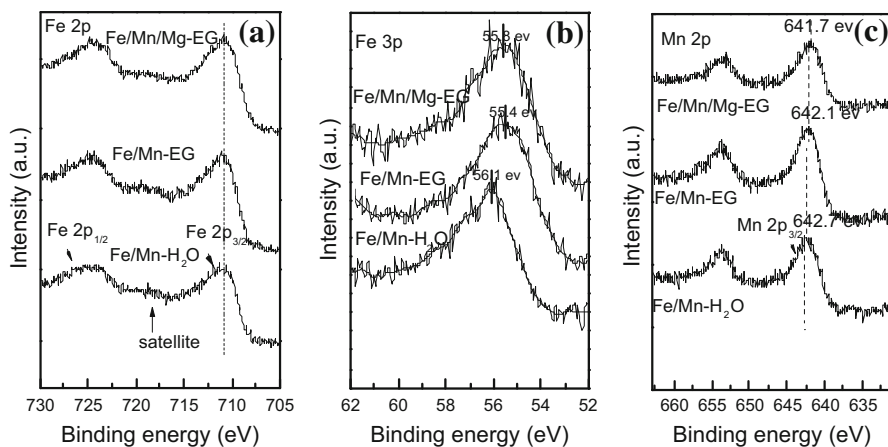 Fe 2p
Fe/Mn/Mg-EG
(a)
Fe/Mn-EG
Fe 2p1/2
Fe 2p3/2
Fe/Mn-H2O
satellite
730 725 720 715 710 705
Binding energy (eV)
Intensity (a.u.)
Fe 3p
55.8 ev
(b)
Fe/Mn/Mg-EG
55.4 ev
Fe/Mn-EG
56.1 ev
Fe/Mn-H2O
62 60 58 56 54 52
Binding energy (eV)
Intensity (a.u.)
Mn 2p
641.7 ev
(c)
Fe/Mn/Mg-EG
642.1 ev
Fe/Mn-EG
Mn 2p3/2
642.7 ev
Fe/Mn-H2O
660 655 650 645 640 635
Binding energy (eV)
Intensity (a.u.)